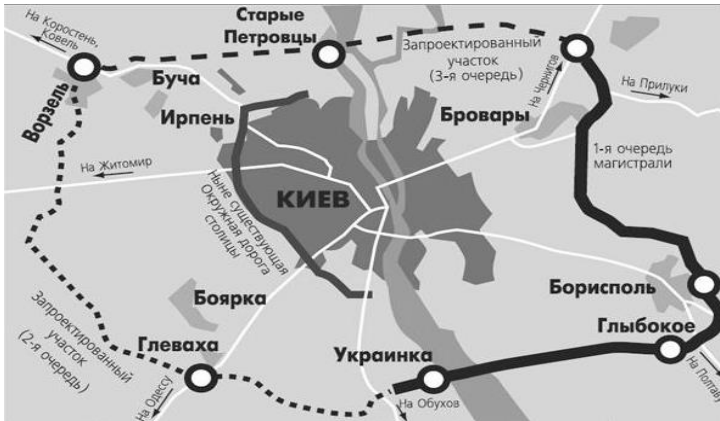 На Коростень,
Ковель
Старые
Петровцы
Запроектированный
участок
(3-я очередь)
На Чернигов
На Прилуки
Буча
Ворзель
Ирпень
Бровары
1-я очередь
магистрали
На Житомир
КИЕВ
Ныне существующая
Окружная дорога
столицы
Боярка
Борисполь
Глыбокое
Запроектированный
участок
(2-я очередь)
Глеваха
Украинка
На Одессу
На Обухов
На Полтаву